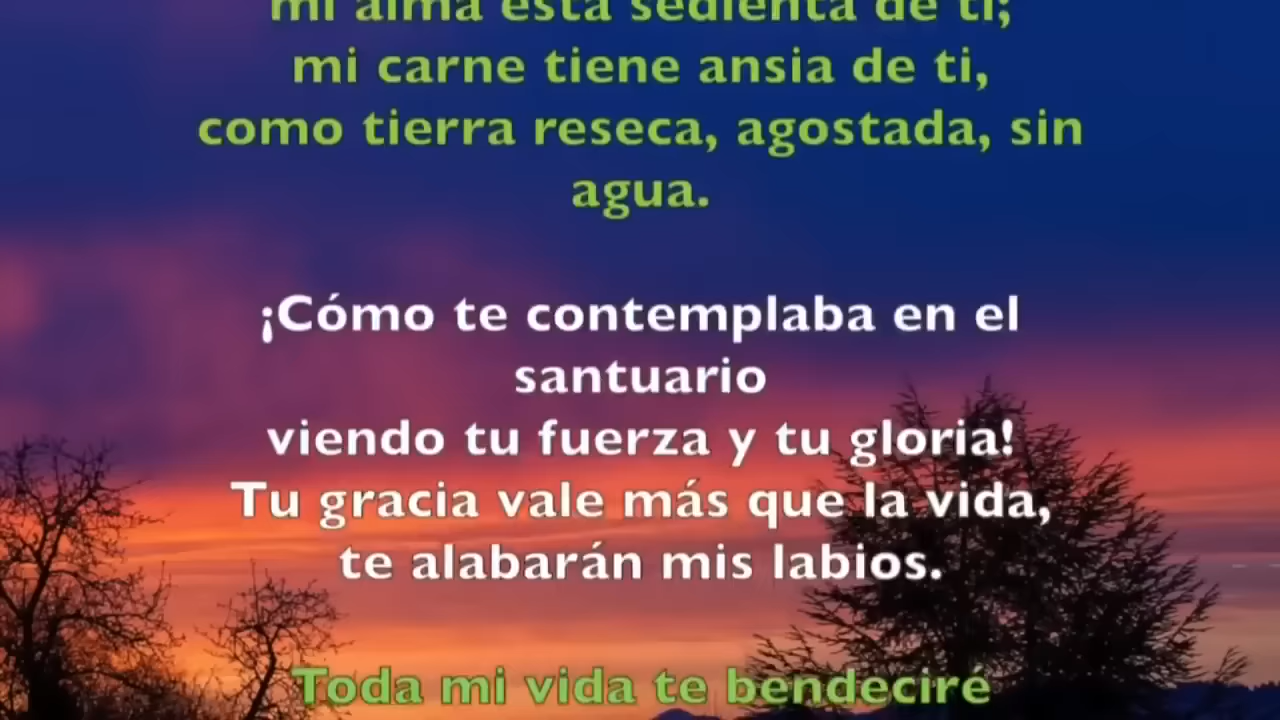 mi alma está sedienta de ti;
mi carne tiene ansia de ti,
como tierra reseca, agostada, sin
agua.
¡Cómo te contemplaba en el
santuario
viendo tu fuerza y tu gloria!
Tu gracia vale más que la vida,
te alabarán mis labios.
Toda mi vida te bendeciré